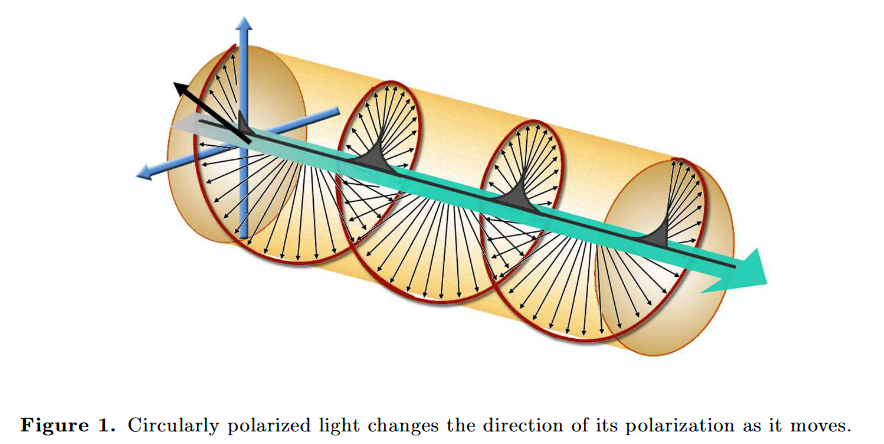 Figure 1. Circularly polarized light changes the direction of its polarization as it moves.